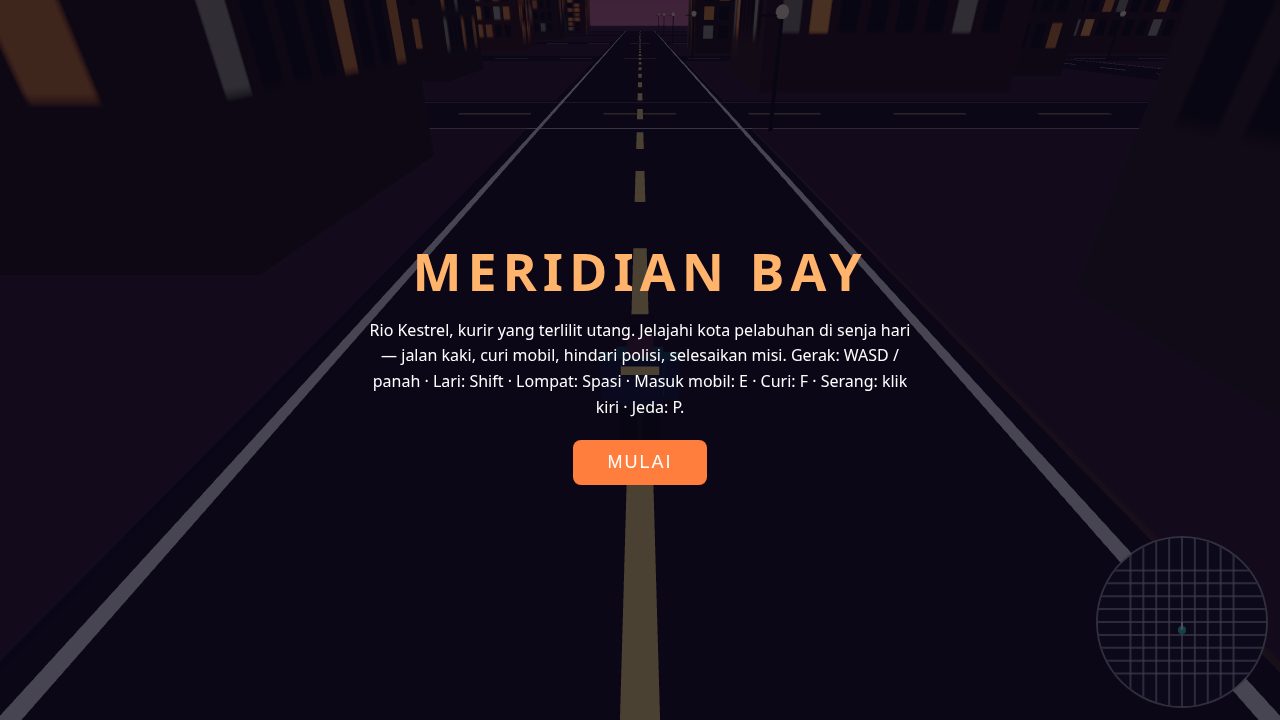 MERIDIAN BAY
Rio Kestrel, kurir yang terlilit utang. Jelajahi kota pelabuhan di senja hari
— jalan kaki, curi mobil, hindari polisi, selesaikan misi. Gerak: WASD /
panah · Lari: Shift · Lompat: Spasi · Masuk mobil: E · Curi: F · Serang: klik
kiri · Jeda: P.
MULAI